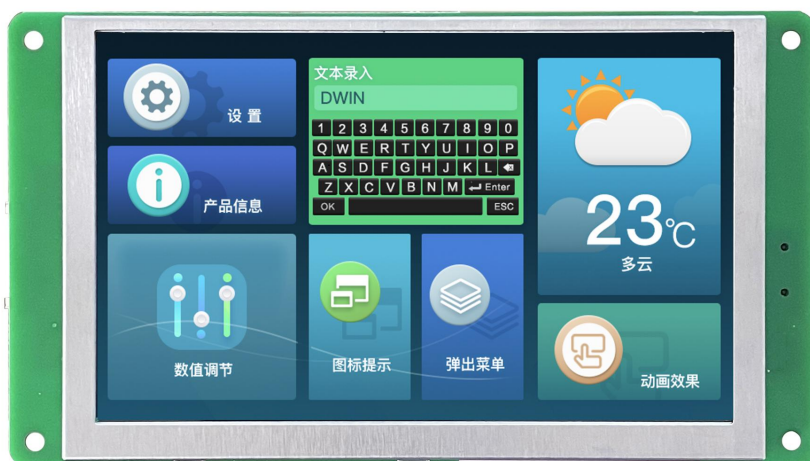 设置
产品信息
数值调节
文本录入
DWIN
1 2 3 4 5 6 7 8 9 0
Q W E R T Y U I O P
A S D F G H J K L
Z X C V B N M Enter
OK ESC
图标提示
弹出菜单
23℃
多云
动画效果